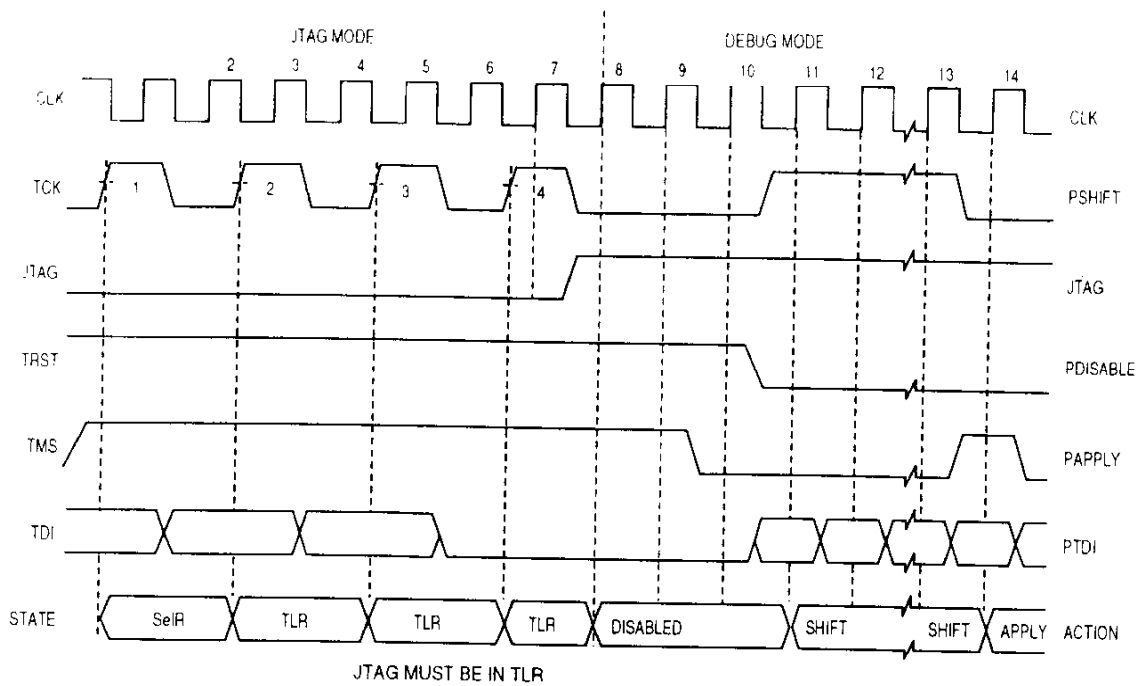 JTAG MODE
DEBUG MODE
2 3 4 5 6 7 8 9 10 11 12 13 14
CLK
CLK
TCK
1 2 3 4
PSHIFT
JTAG
JTAG
TRST
PDISABLE
TMS
PAPPLY
TDI
PTDI
STATE
SelR TLR TLR TLR DISABLED SHIFT SHIFT APPLY
ACTION
JTAG MUST BE IN TLR